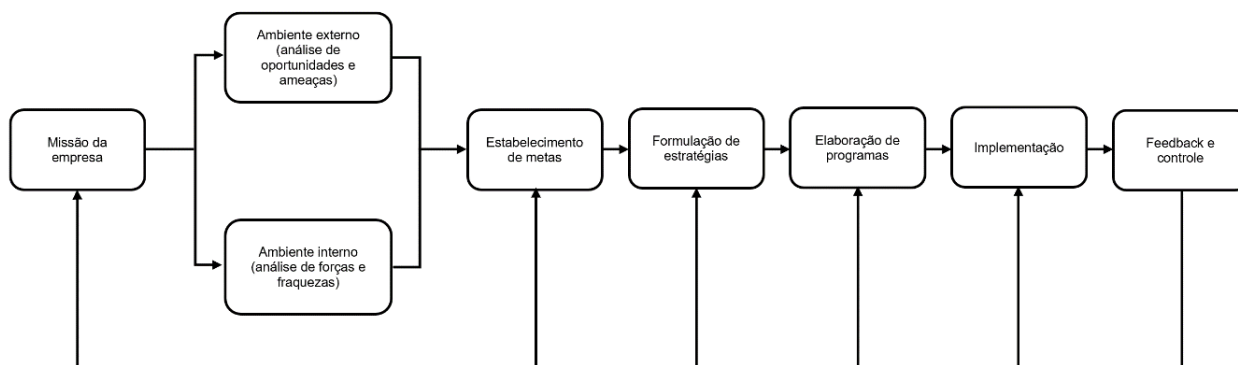 Missão da
empresa
Ambiente externo
(análise de
oportunidades e
ameaças)
Ambiente interno
(análise de forças e
fraquezas)
Estabelecimento
de metas
Formulação de
estratégias
Elaboração de
programas
Implementação
Feedback e
controle